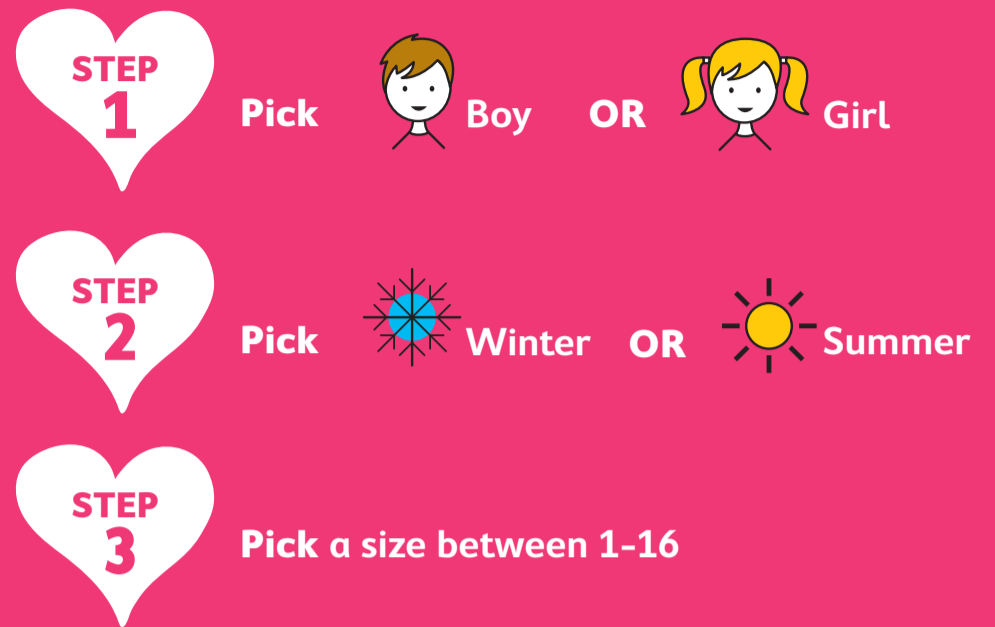 STEP
1
Pick Boy OR Girl
STEP
2
Pick Winter OR Summer
STEP
3
Pick a size between 1-16